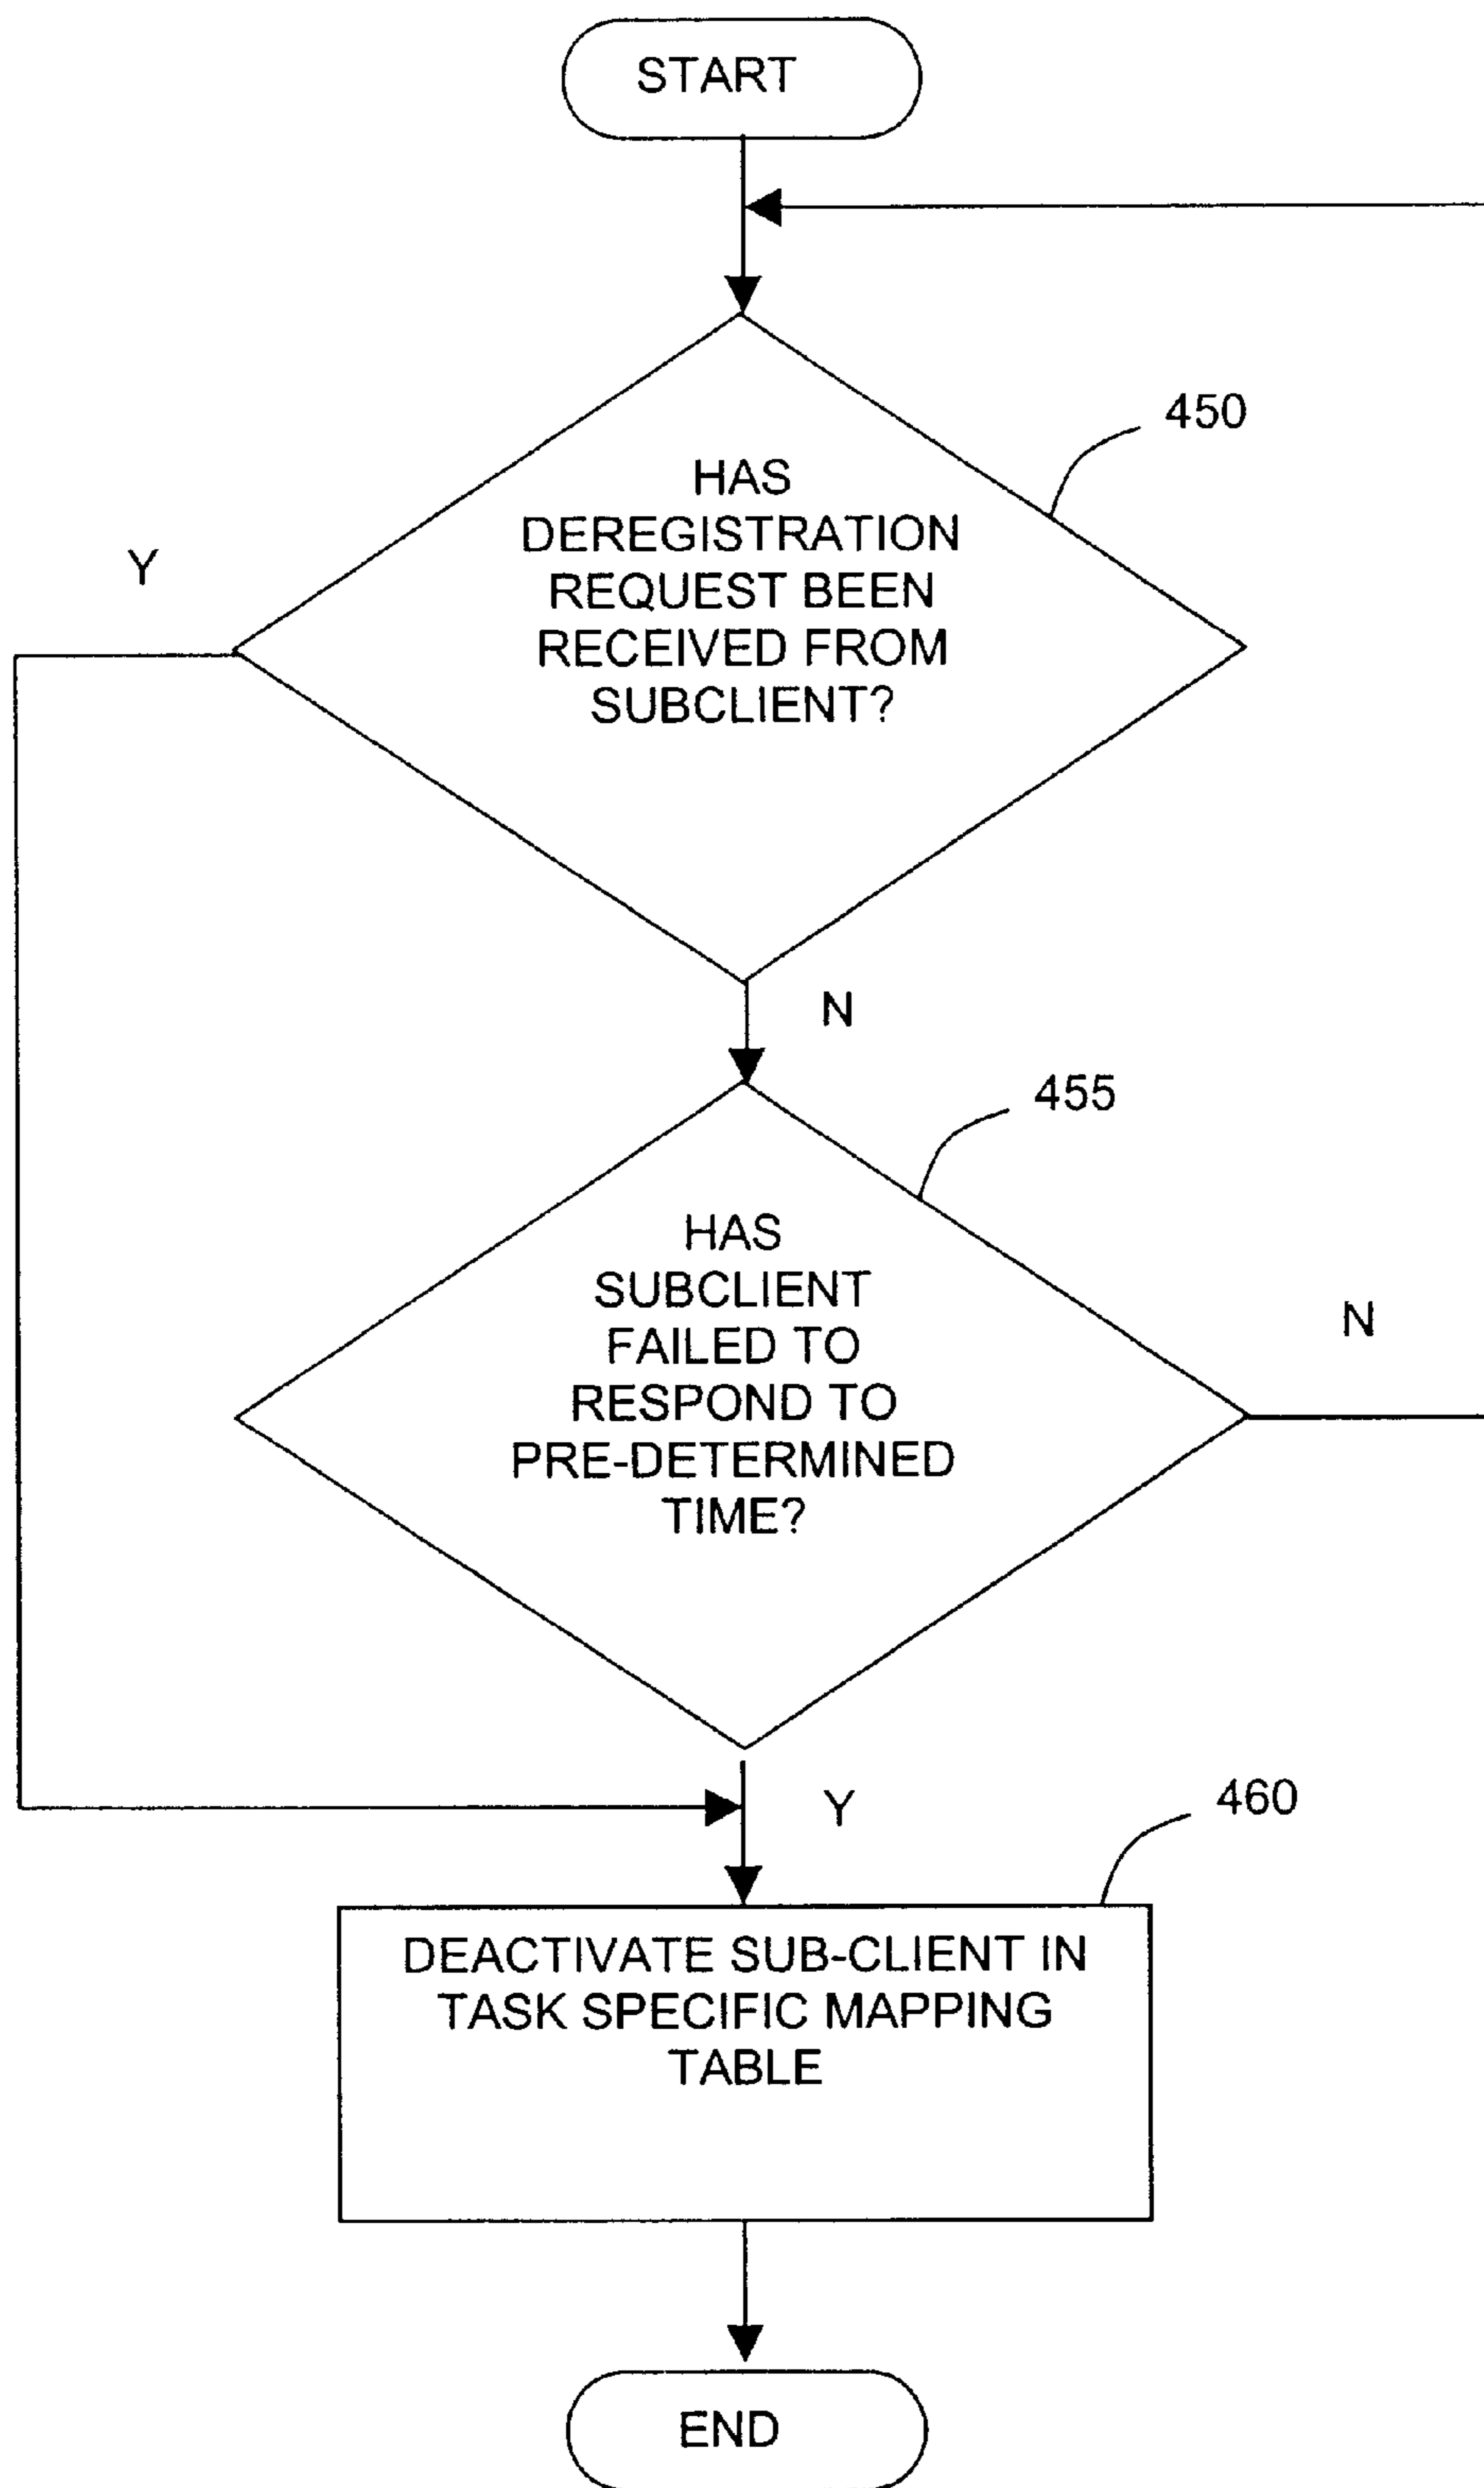 START
450
HAS
DEREGISTRATION
REQUEST BEEN
RECEIVED FROM
SUBCLIENT?
Y
N
455
HAS
SUBCLIENT
FAILED TO
RESPOND TO
PRE-DETERMINED
TIME?
N
Y
460
DEACTIVATE SUB-CLIENT IN
TASK SPECIFIC MAPPING
TABLE
END